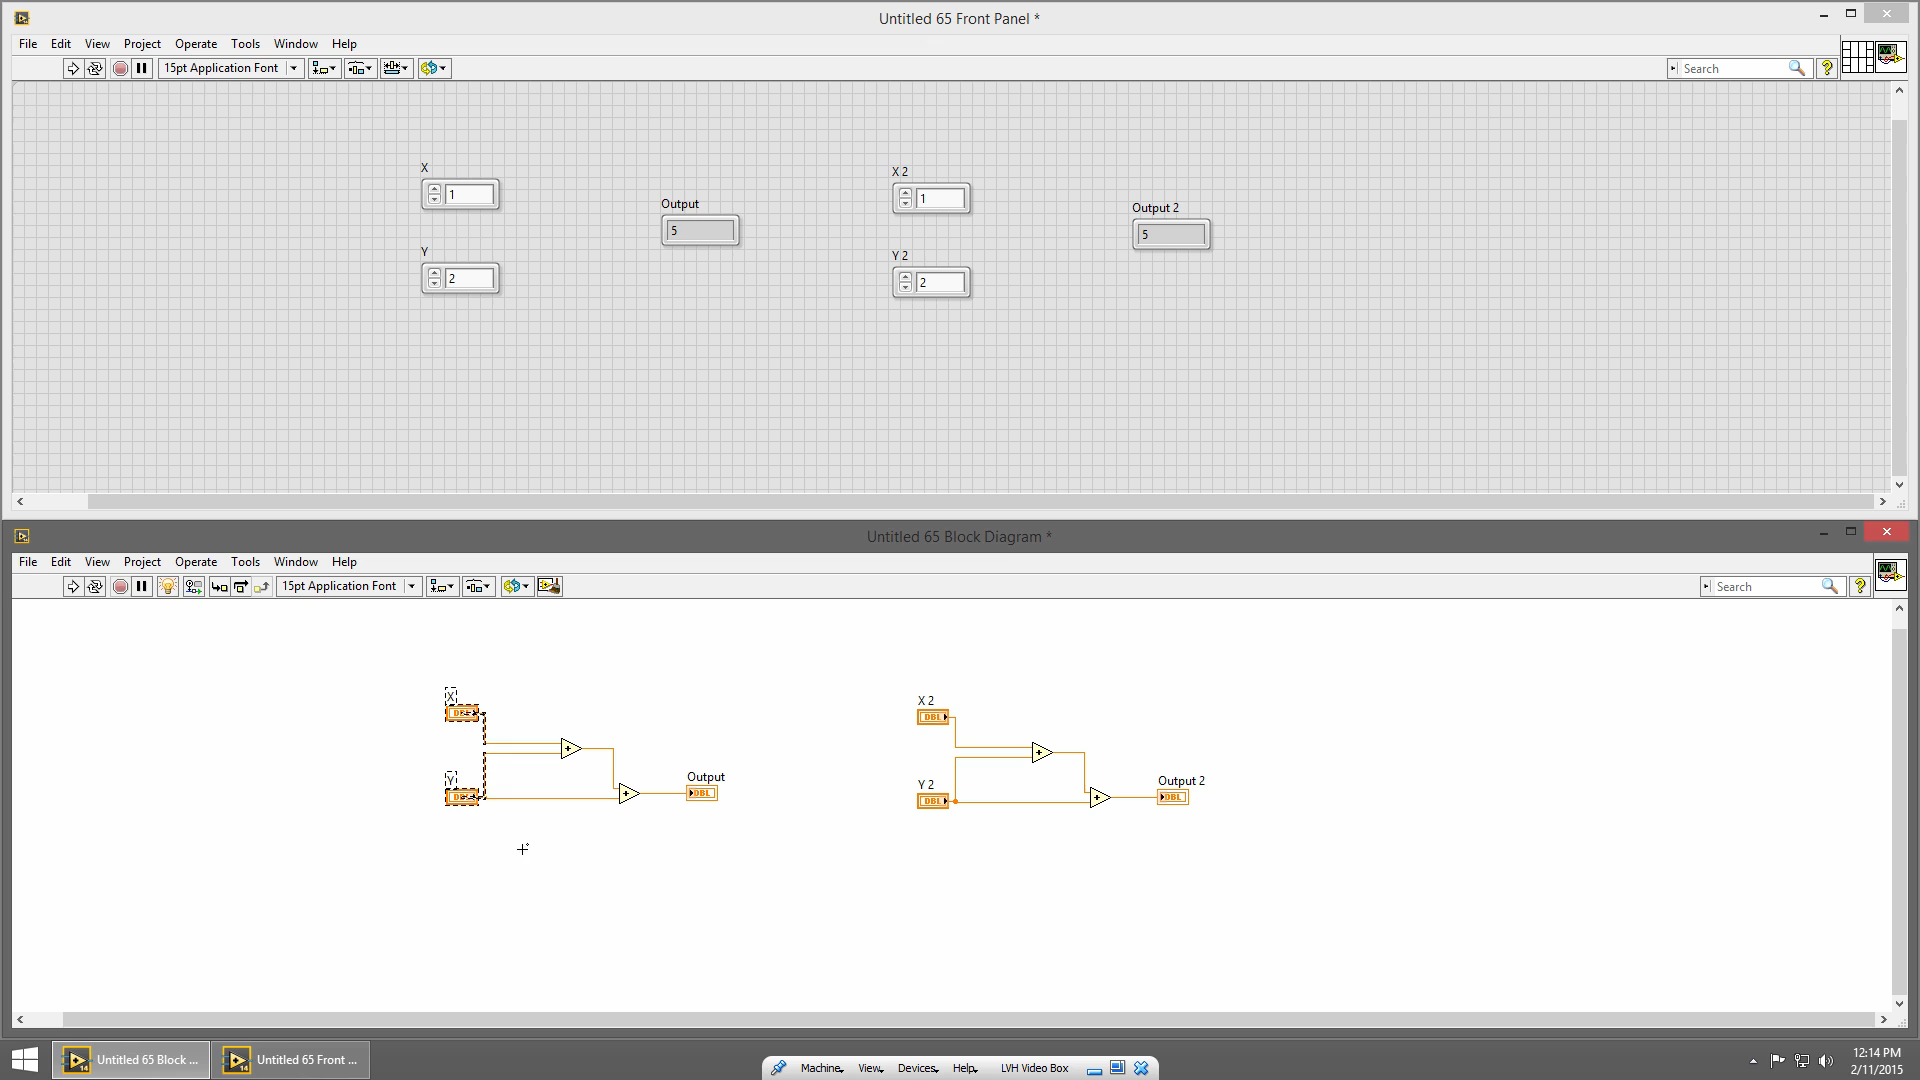 Untitled 65 Front Panel *
File Edit View Project Operate Tools Window Help
15pt Application Font
Search
?
X
1
Output
5
Y
2
X 2
1
Output 2
5
Y 2
2
Untitled 65 Block Diagram *
File Edit View Project Operate Tools Window Help
15pt Application Font
Search
?
X
Y
Output
DBL
X 2
DBL
Y 2
DBL
Output 2
DBL
Untitled 65 Block ...
Untitled 65 Front ...
Machine View Devices Help LVH Video Box
12:14 PM
2/11/2015